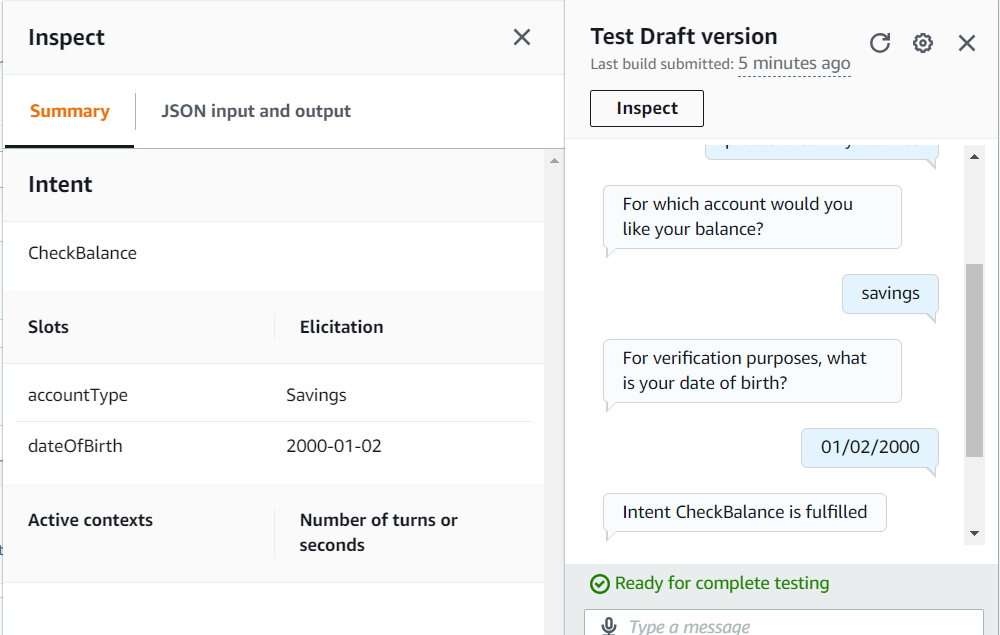 Inspect
Summary
JSON input and output
Intent
CheckBalance
Slots
Elicitation
accountType
Savings
dateOfBirth
2000-01-02
Active contexts
Number of turns or
seconds
Test Draft version
Last build submitted: 5 minutes ago
Inspect
For which account would you
like your balance?
savings
For verification purposes, what
is your date of birth?
01/02/2000
Intent CheckBalance is fulfilled
Ready for complete testing
Type a message